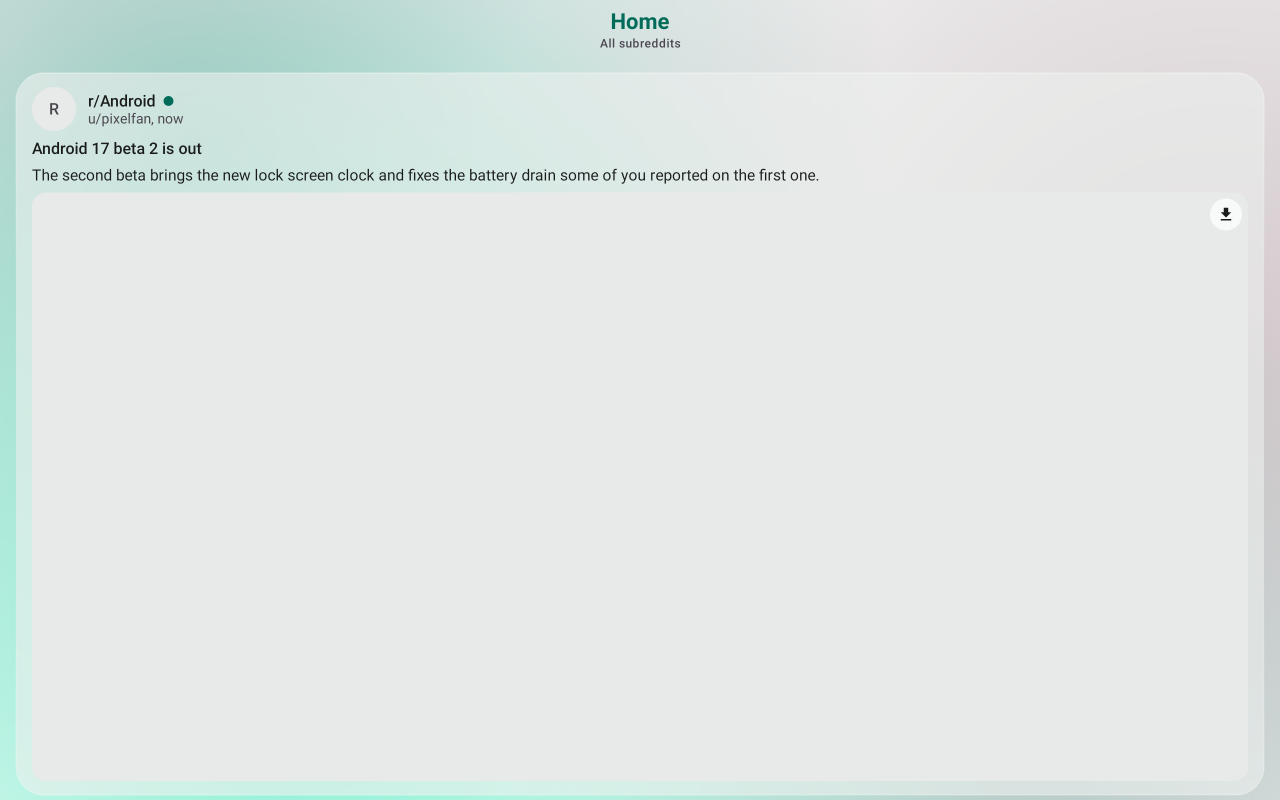 Home
All subreddits
R
r/Android
u/pixelfan, now
Android 17 beta 2 is out
The second beta brings the new lock screen clock and fixes the battery drain some of you reported on the first one.